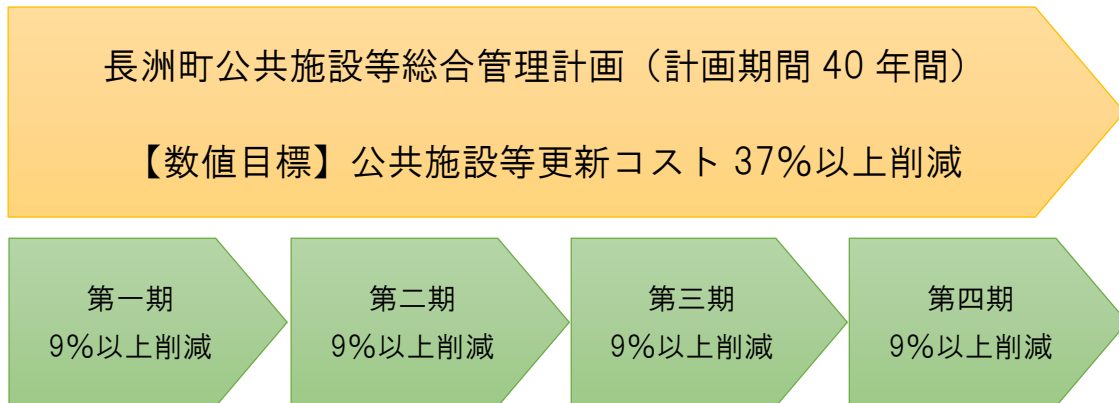 長洲町公共施設等総合管理計画（計画期間 40 年間）
【数値目標】公共施設等更新コスト 37％以上削減
第一期
9％以上削減
第二期
9％以上削減
第三期
9％以上削減
第四期
9％以上削減